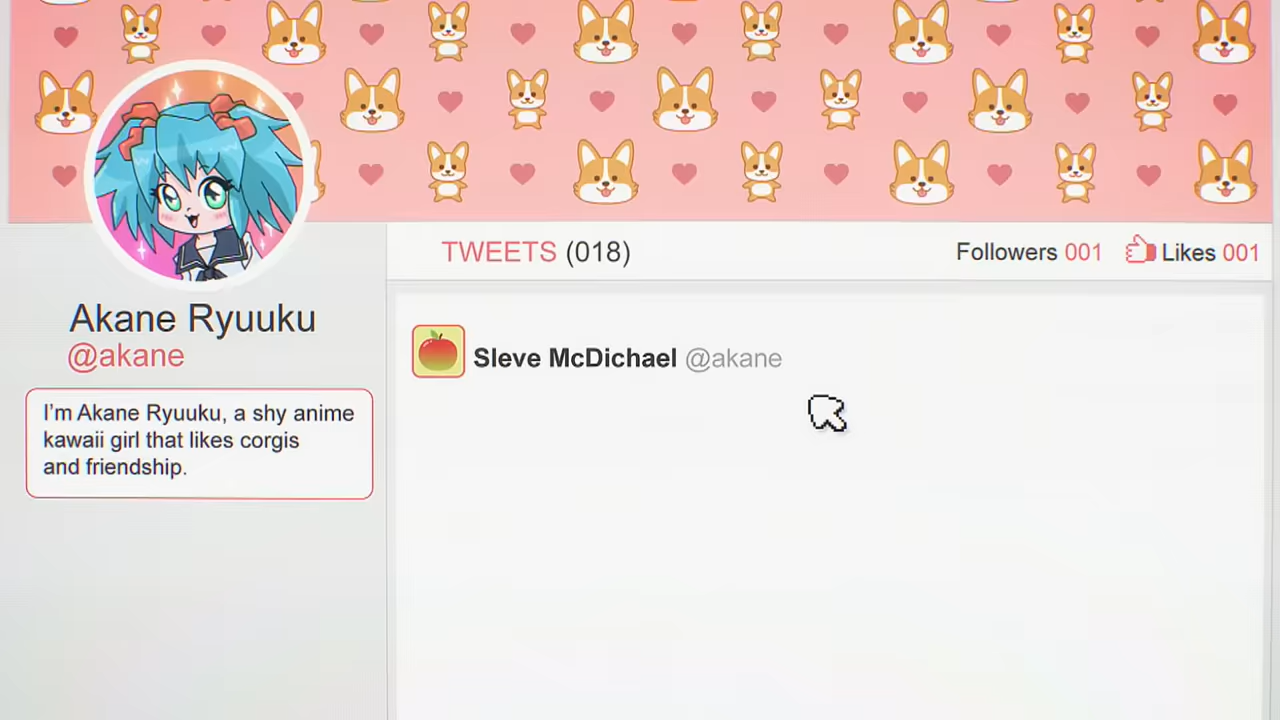 TWEETS (018)
Followers 001
Likes 001
Akane Ryuuku
@akane
I'm Akane Ryuuku, a shy anime
kawaii girl that likes corgis
and friendship.
Sleve McDichael @akane